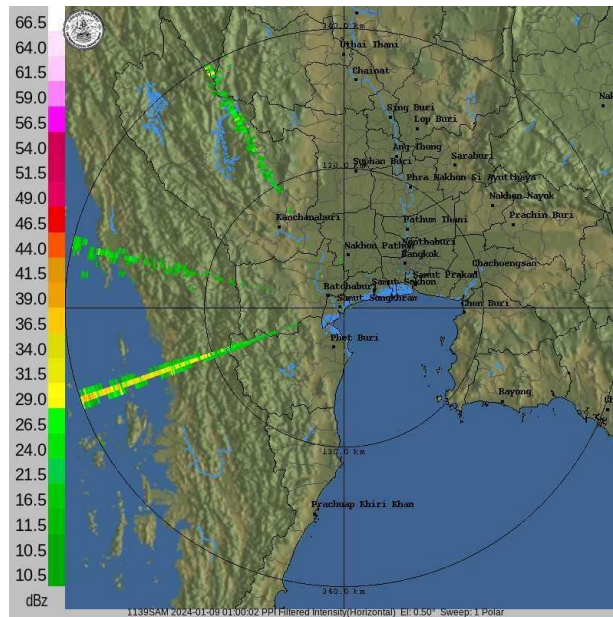 66.5
64.0
61.5
59.0
56.5
54.0
51.5
49.0
46.5
44.0
41.5
39.0
36.5
34.0
31.5
29.0
26.5
24.0
21.5
16.5
11.5
10.5
10.5
dBz
240.0 km
Uthai Thani
Chainat
Sing Buri
Lop Buri
Ang Thong
Saraburi
120.0 km
Suphan Buri
Phra Nakhon Si Ayutthaya
Nakhon Nayok
Prachin Buri
Kanchanaburi
Pathum Thani
Nonthaburi
Nakhon Pathom
Bangkok
Chachoengsao
Samut Prakan
Samut Sakhon
Ratchaburi
Samut Songkhram
Chon Buri
Phet Buri
Rayong
120.0 km
Prachuap Khiri Khan
240.0 km
1139SAM 2024-01-09 01:00:02 PPI Filtered Intensity(Horizontal) El: 0.50° Sweep: 1 Polar